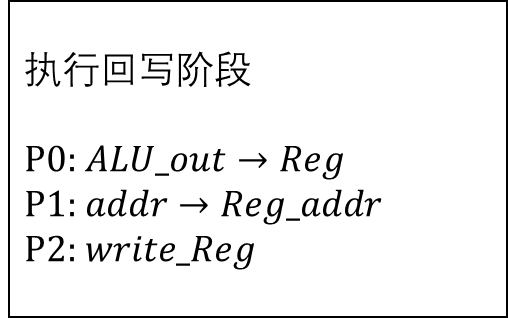 执行回写阶段
P0: ALU_out → Reg
P1: addr → Reg_addr
P2: write_Reg